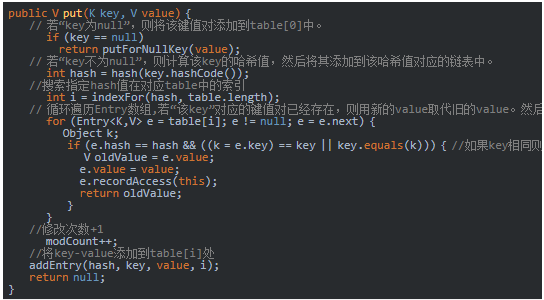 public V put(K key, V value) {
// 若“key为null”，则将该键值对添加到table[0]中。
if (key == null)
return putForNullKey(value);
// 若“key不为null”，则计算该key的哈希值，然后将其添加到该哈希值对应的链表中。
int hash = hash(key.hashCode());
//搜索指定hash值在对应table中的索引
int i = indexFor(hash, table.length);
// 循环遍历Entry数组,若“该key”对应的键值对已经存在，则用新的value取代旧的value。然后
for (Entry<K,V> e = table[i]; e != null; e = e.next) {
Object k;
if (e.hash == hash && ((k = e.key) == key || key.equals(k))) { //如果key相同则
V oldValue = e.value;
e.value = value;
e.recordAccess(this);
return oldValue;
}
}
//修改次数+1
modCount++;
//将key-value添加到table[i]处
addEntry(hash, key, value, i);
return null;
}